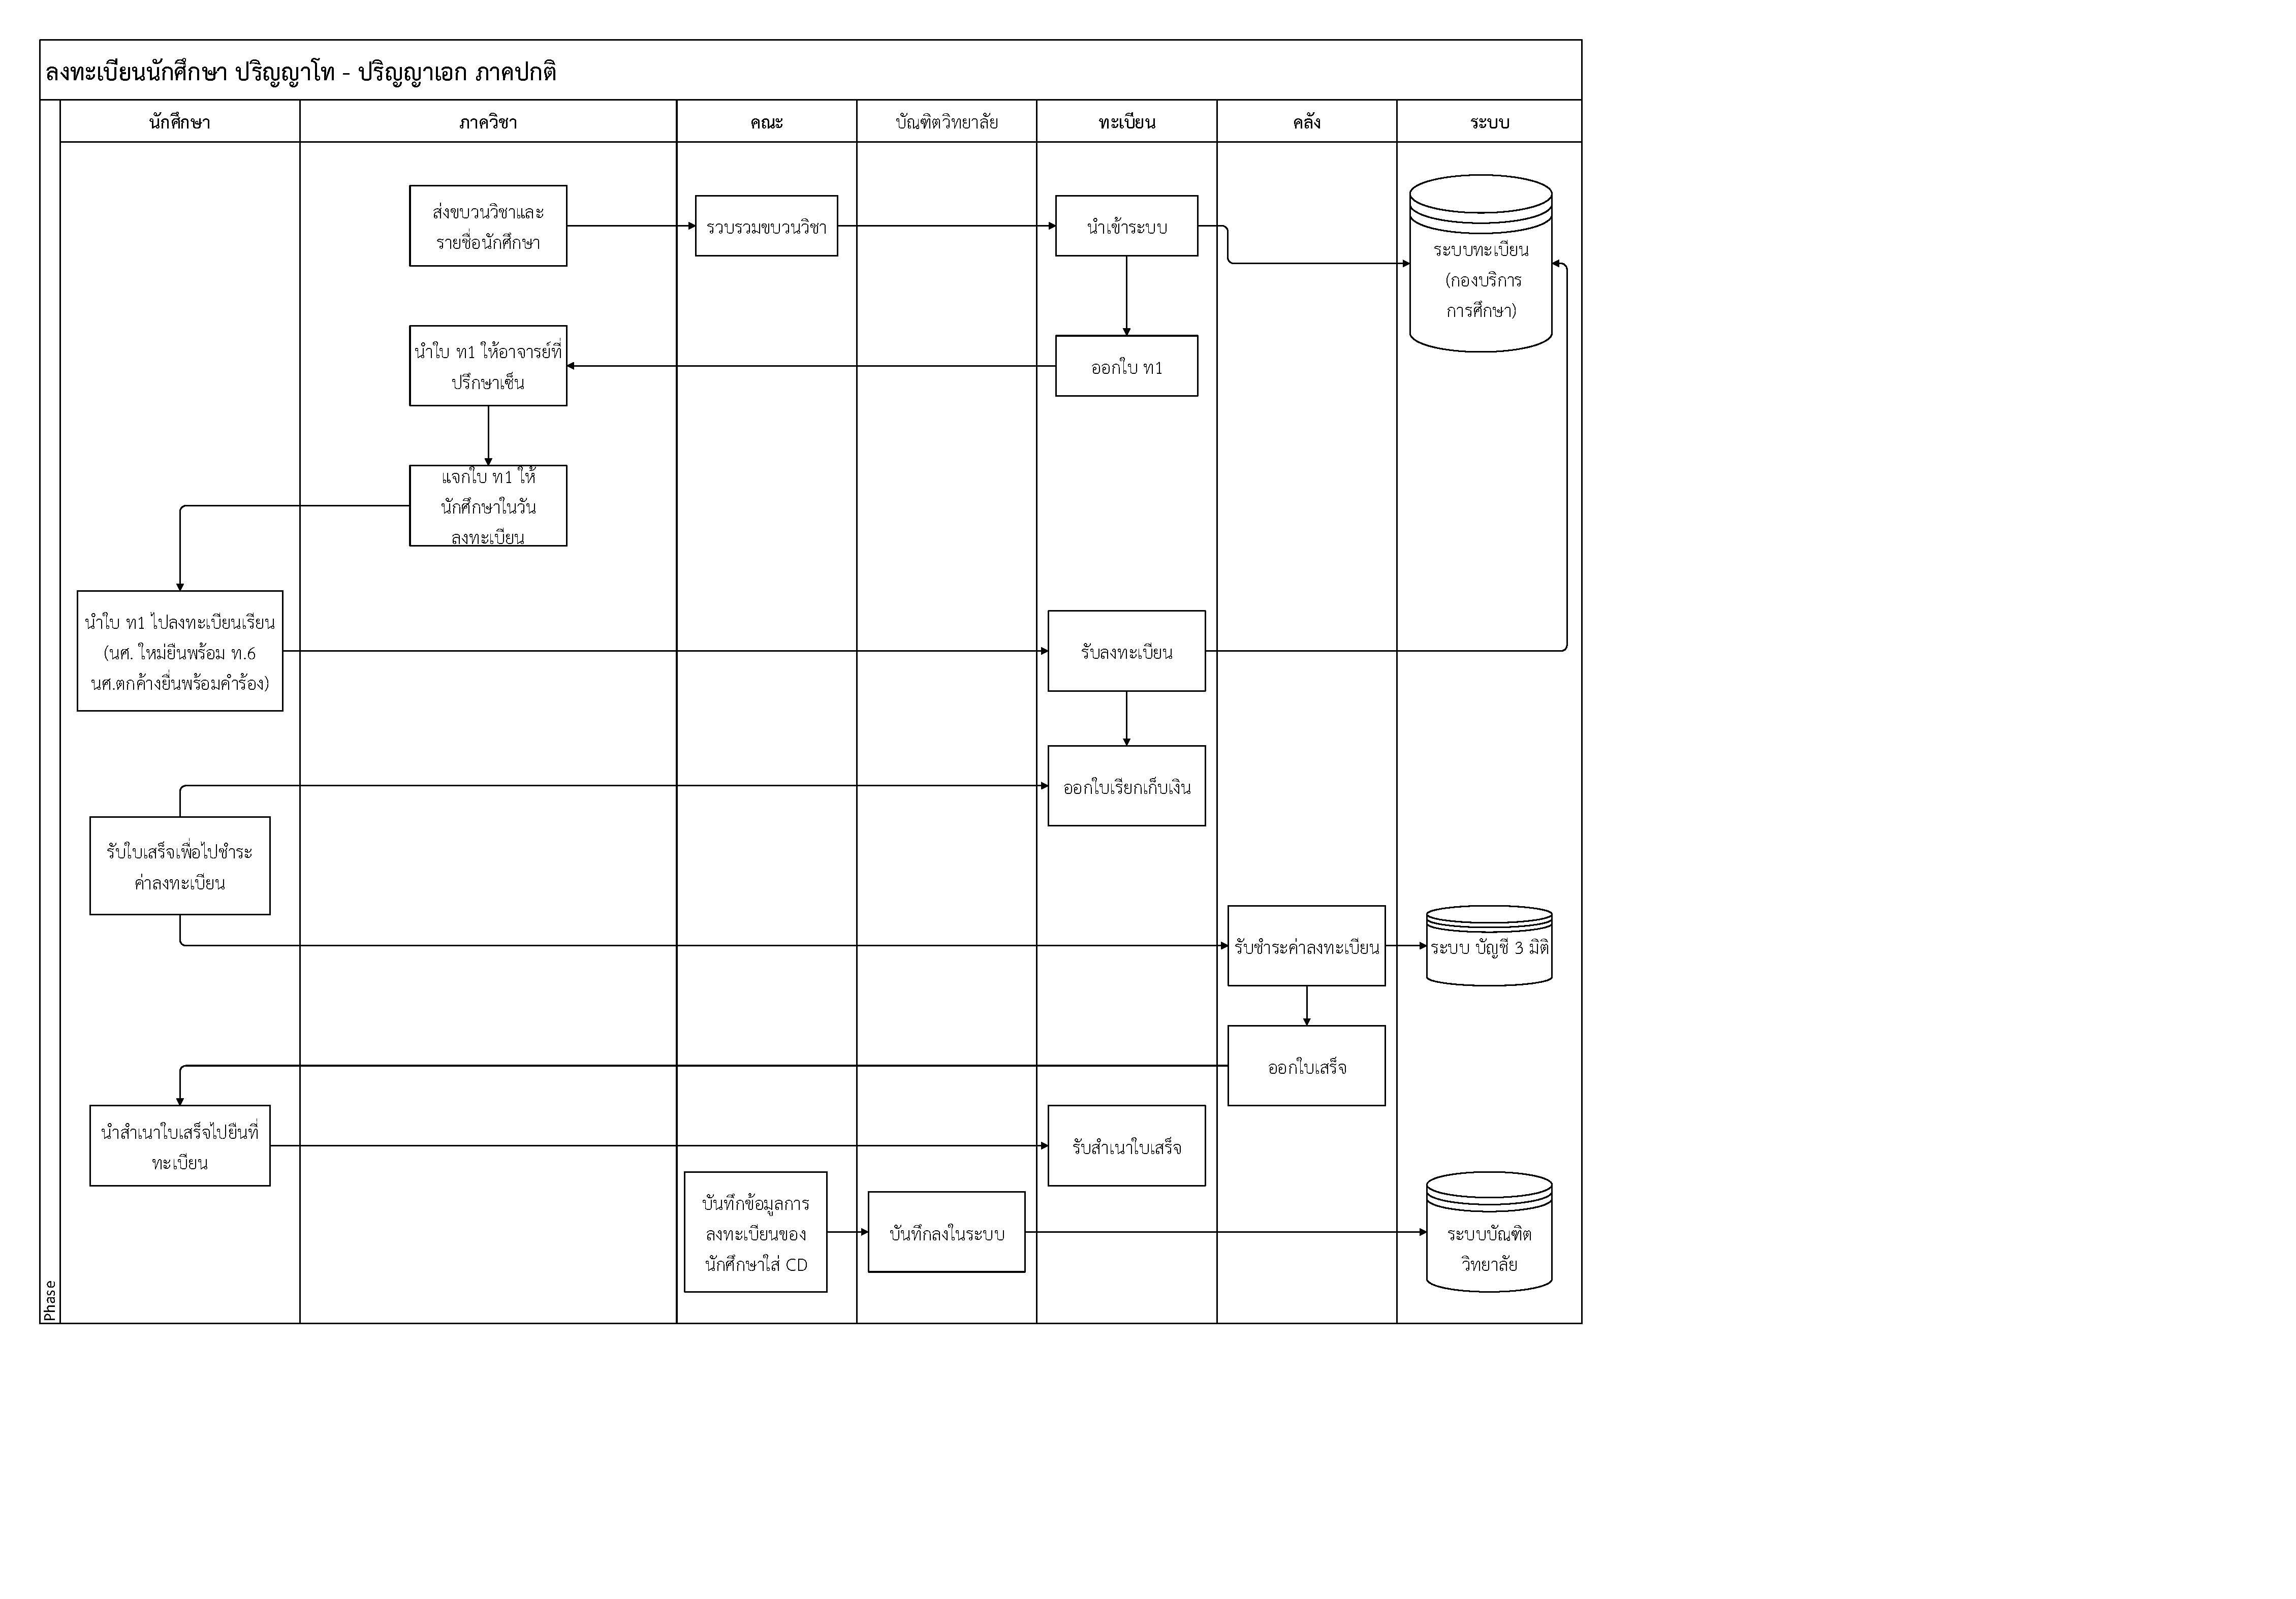 ลงทะเบียนนักศึกษา ปริญญาโท - ปริญญาเอก ภาคปกติ
นักศึกษา
ภาควิชา
คณะ
บัณฑิตวิทยาลัย
ทะเบียน
คลัง
ระบบ
ส่งขบวนวิชาและ
รายชื่อนักศึกษา
รวบรวมขบวนวิชา
นำเข้าระบบ
ระบบทะเบียน
(กองบริการ
การศึกษา)
นำใบ ท1 ให้อาจารย์ที่
ปรึกษาเซ็น
ออกใบ ท1
แจกใบ ท1 ให้
นักศึกษาในวัน
ลงทะเบียน
นำใบ ท1 ไปลงทะเบียนเรียน
(นศ. ใหม่ยืนพร้อม ท.6
นศ.ตกค้างยื่นพร้อมคำร้อง)
รับลงทะเบียน
ออกใบเรียกเก็บเงิน
รับใบเสร็จเพื่อไปชำระ
ค่าลงทะเบียน
รับชำระค่าลงทะเบียน
ระบบ บัญชี 3 มิติ
ออกใบเสร็จ
นำสำเนาใบเสร็จไปยืนที่
ทะเบียน
รับสำเนาใบเสร็จ
บันทึกข้อมูลการ
ลงทะเบียนของ
นักศึกษาใส่ CD
บันทึกลงในระบบ
ระบบบัณฑิต
วิทยาลัย
Phase